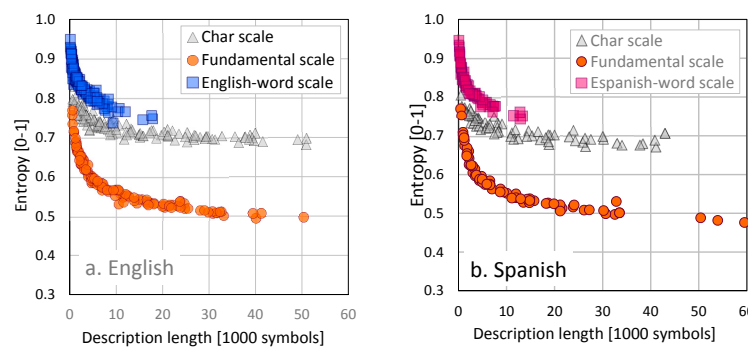 1.0
0.9
0.8
0.7
0.6
0.5
0.4
0.3
Entropy [0-1]
Char scale
Fundamental scale
English-word scale
a. English
0 10 20 30 40 50 60
Description length [1000 symbols]
1.0
0.9
0.8
0.7
0.6
0.5
0.4
0.3
Entropy [0-1]
Char scale
Fundamental scale
Espanish-word scale
b. Spanish
0 10 20 30 40 50 60
Description length [1000 symbols]